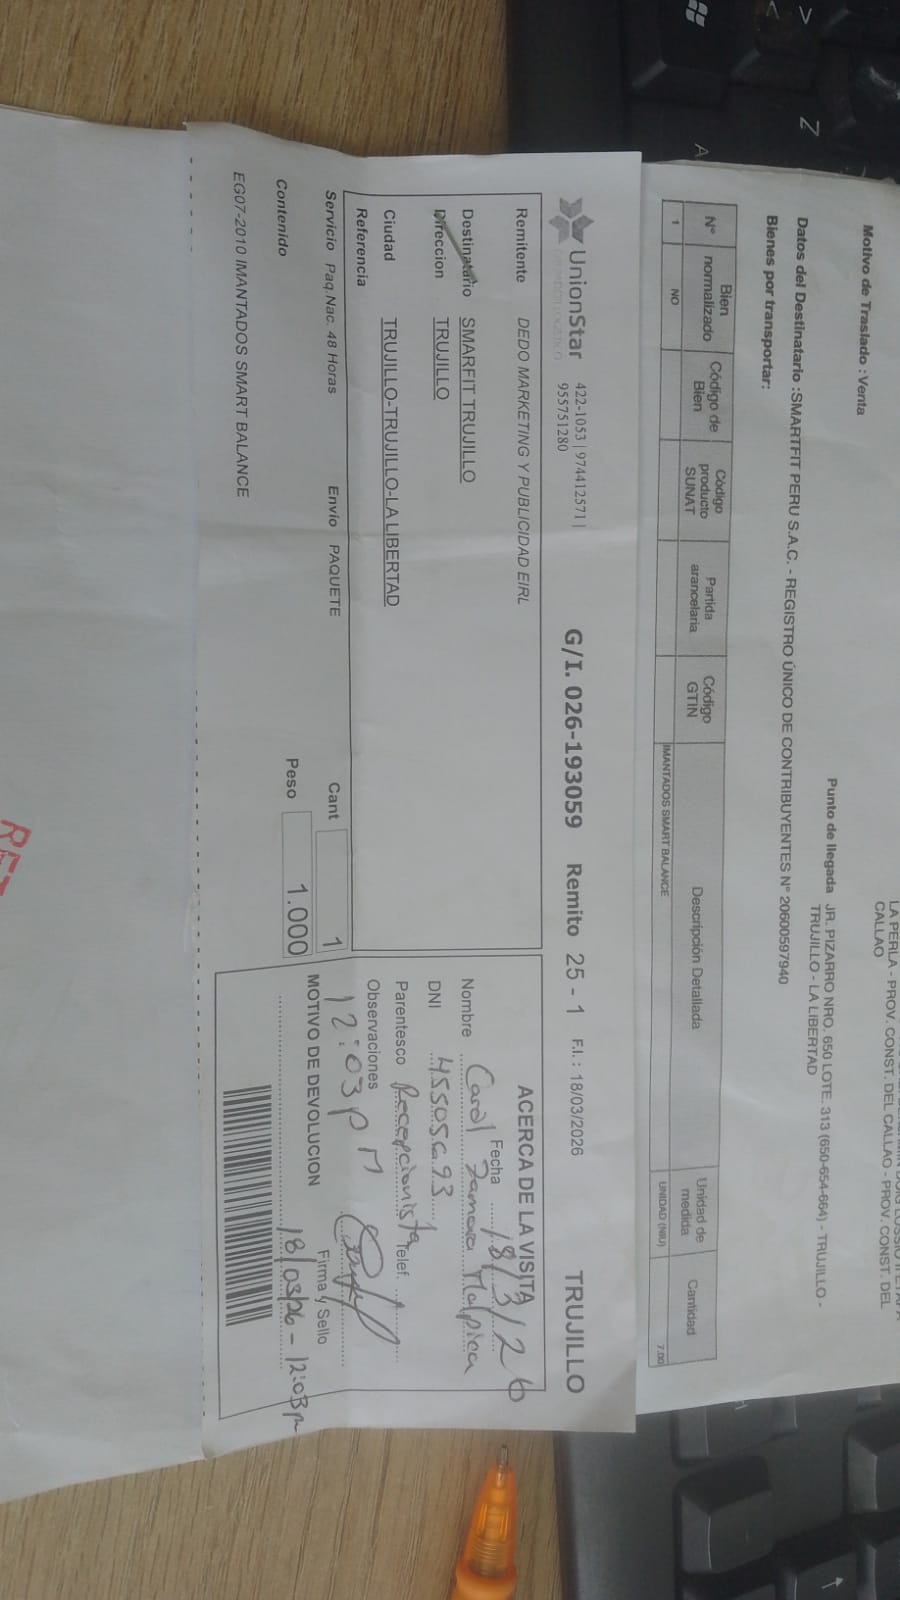 LA PERLA - PROV. CONST. DEL CALLAO - PROV. CONST. DEL
CALLAO
Motivo de Traslado : Venta
Punto de llegada JR. PIZARRO NRO. 650 LOTE. 313 (650-654-664) - TRUJILLO -
TRUJILLO - LA LIBERTAD
Datos del Destinatario :SMARTFIT PERU S.A.C. - REGISTRO ÚNICO DE CONTRIBUYENTES N° 20600597940
Bienes por transportar:
N° Bien normalizado Código de Bien Código producto SUNAT Partida arancelaria Código GTIN Descripción Detallada Unidad de medida Cantidad
1 NO IMANTADOS SMART BALANCE UNIDAD (NIU) 7.00
UnionStar 422-1053 | 974412571 |
955751280
G/I. 026-193059 Remito 25 - 1 F.I.: 18/03/2026 TRUJILLO
Remitente DEDO MARKETING Y PUBLICIDAD EIRL
Destinatario SMARFIT TRUJILLO
Direccion TRUJILLO
Ciudad TRUJILLO-TRUJILLO-LA LIBERTAD
Referencia
Servicio Paq.Nac. 48 Horas Envio PAQUETE Cant 1
Contenido Peso 1.000
EG07-2010 IMANTADOS SMART BALANCE
ACERCA DE LA VISITA
Fecha 18/3/26
Nombre Carol Zamora Malpica
DNI 45505693
Parentesco Recepcionista Telef.
Observaciones
12:03 pm
Firma y Sello
MOTIVO DE DEVOLUCION
18/03/26 - 12:03 pm